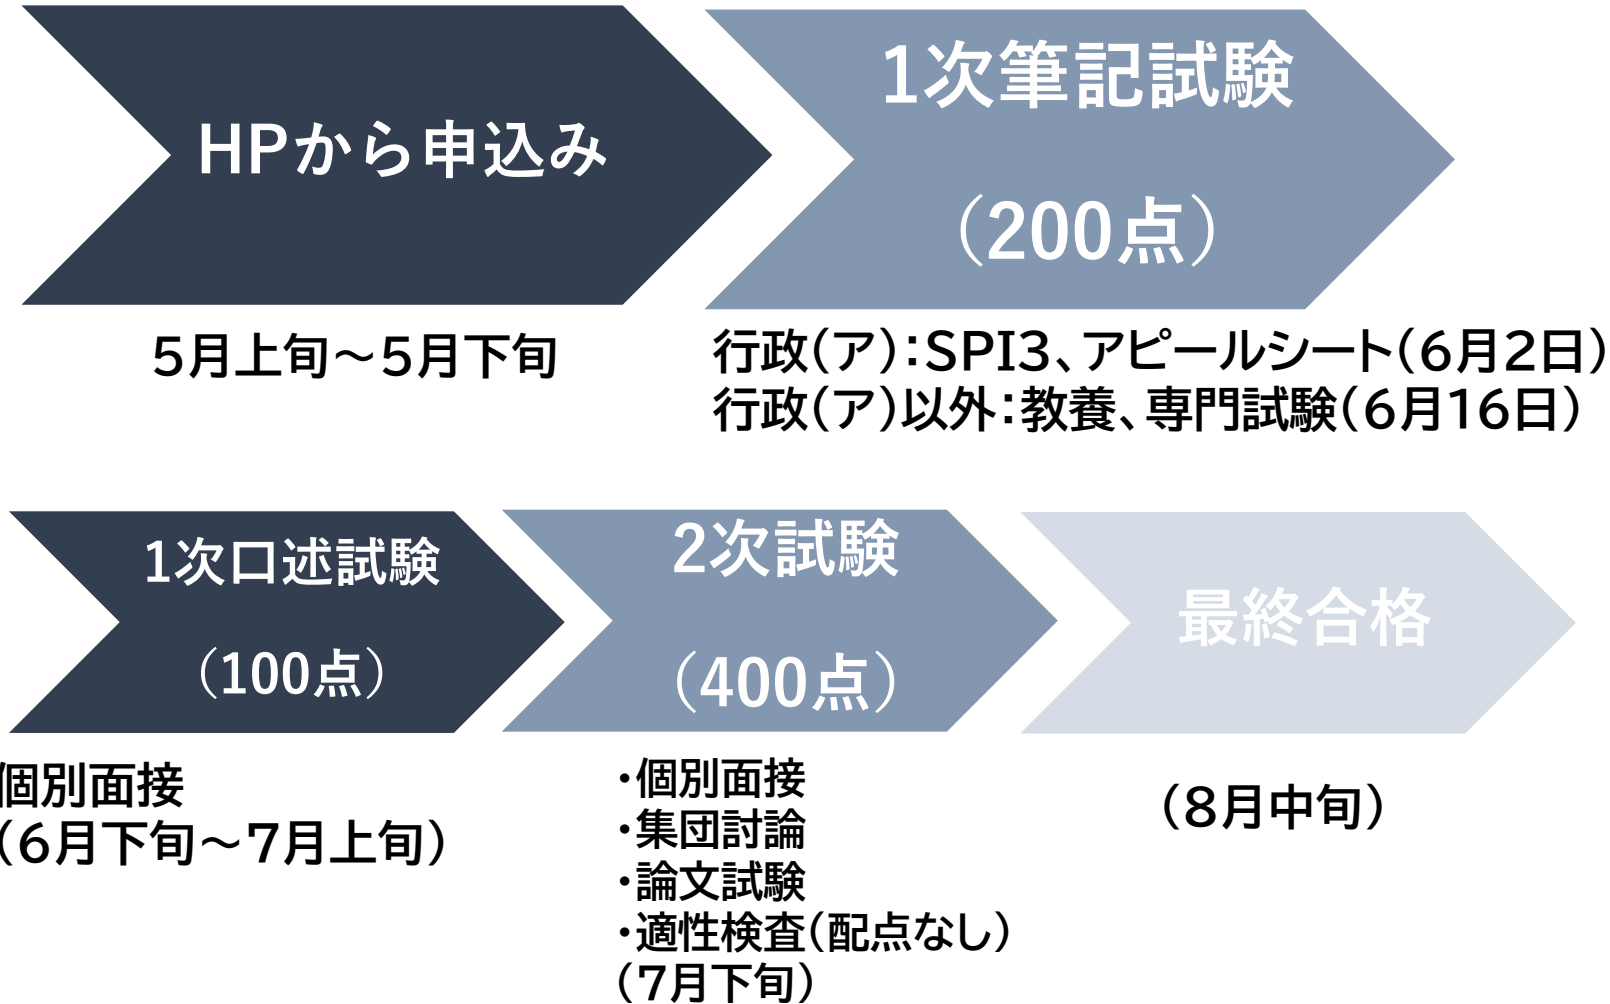 HPから申込み
5月上旬～5月下旬
1次筆記試験
（200点）
行政(ア)：SPI3、アピールシート(6月2日)
行政(ア)以外：教養、専門試験(6月16日)
1次口述試験
（100点）
個別面接
(6月下旬～7月上旬)
2次試験
（400点）
・個別面接
・集団討論
・論文試験
・適性検査(配点なし)
(7月下旬)
最終合格
(8月中旬)